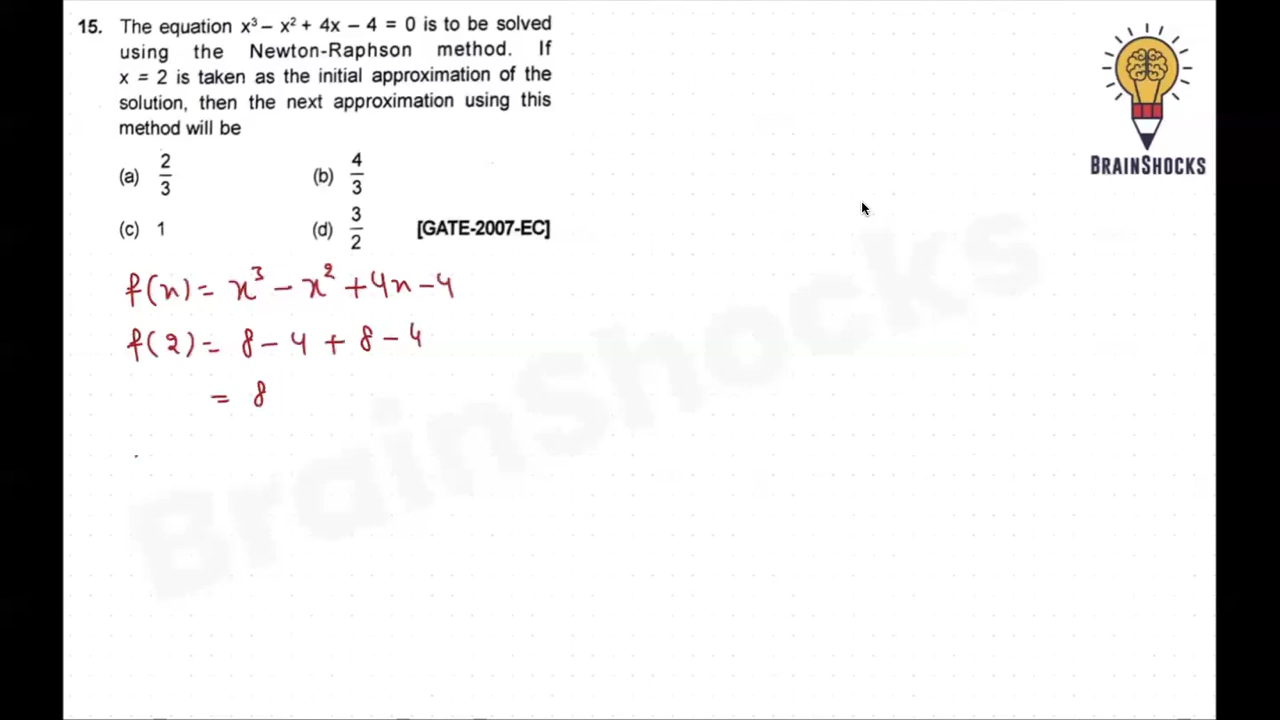 15. The equation x³ – x² + 4x – 4 = 0 is to be solved
using the Newton-Raphson method. If
x = 2 is taken as the initial approximation of the
solution, then the next approximation using this
method will be
(a) 2/3 (b) 4/3
(c) 1 (d) 3/2 [GATE-2007-EC]
f(x) = x³ – x² + 4x – 4
f(2) = 8 – 4 + 8 – 4
= 8
BRAINSHOCKS
BrainShocks